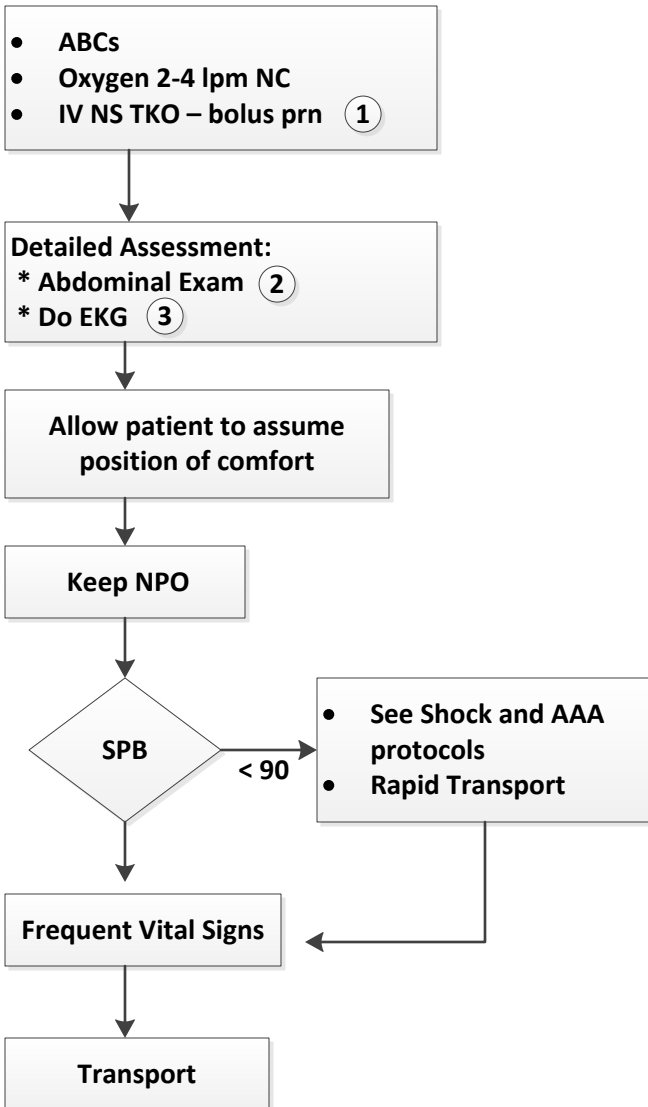 • ABCs
• Oxygen 2-4 lpm NC
• IV NS TKO – bolus prn 1
Detailed Assessment:
* Abdominal Exam 2
* Do EKG 3
Allow patient to assume
position of comfort
Keep NPO
SPB
< 90
• See Shock and AAA
protocols
• Rapid Transport
Frequent Vital Signs
Transport